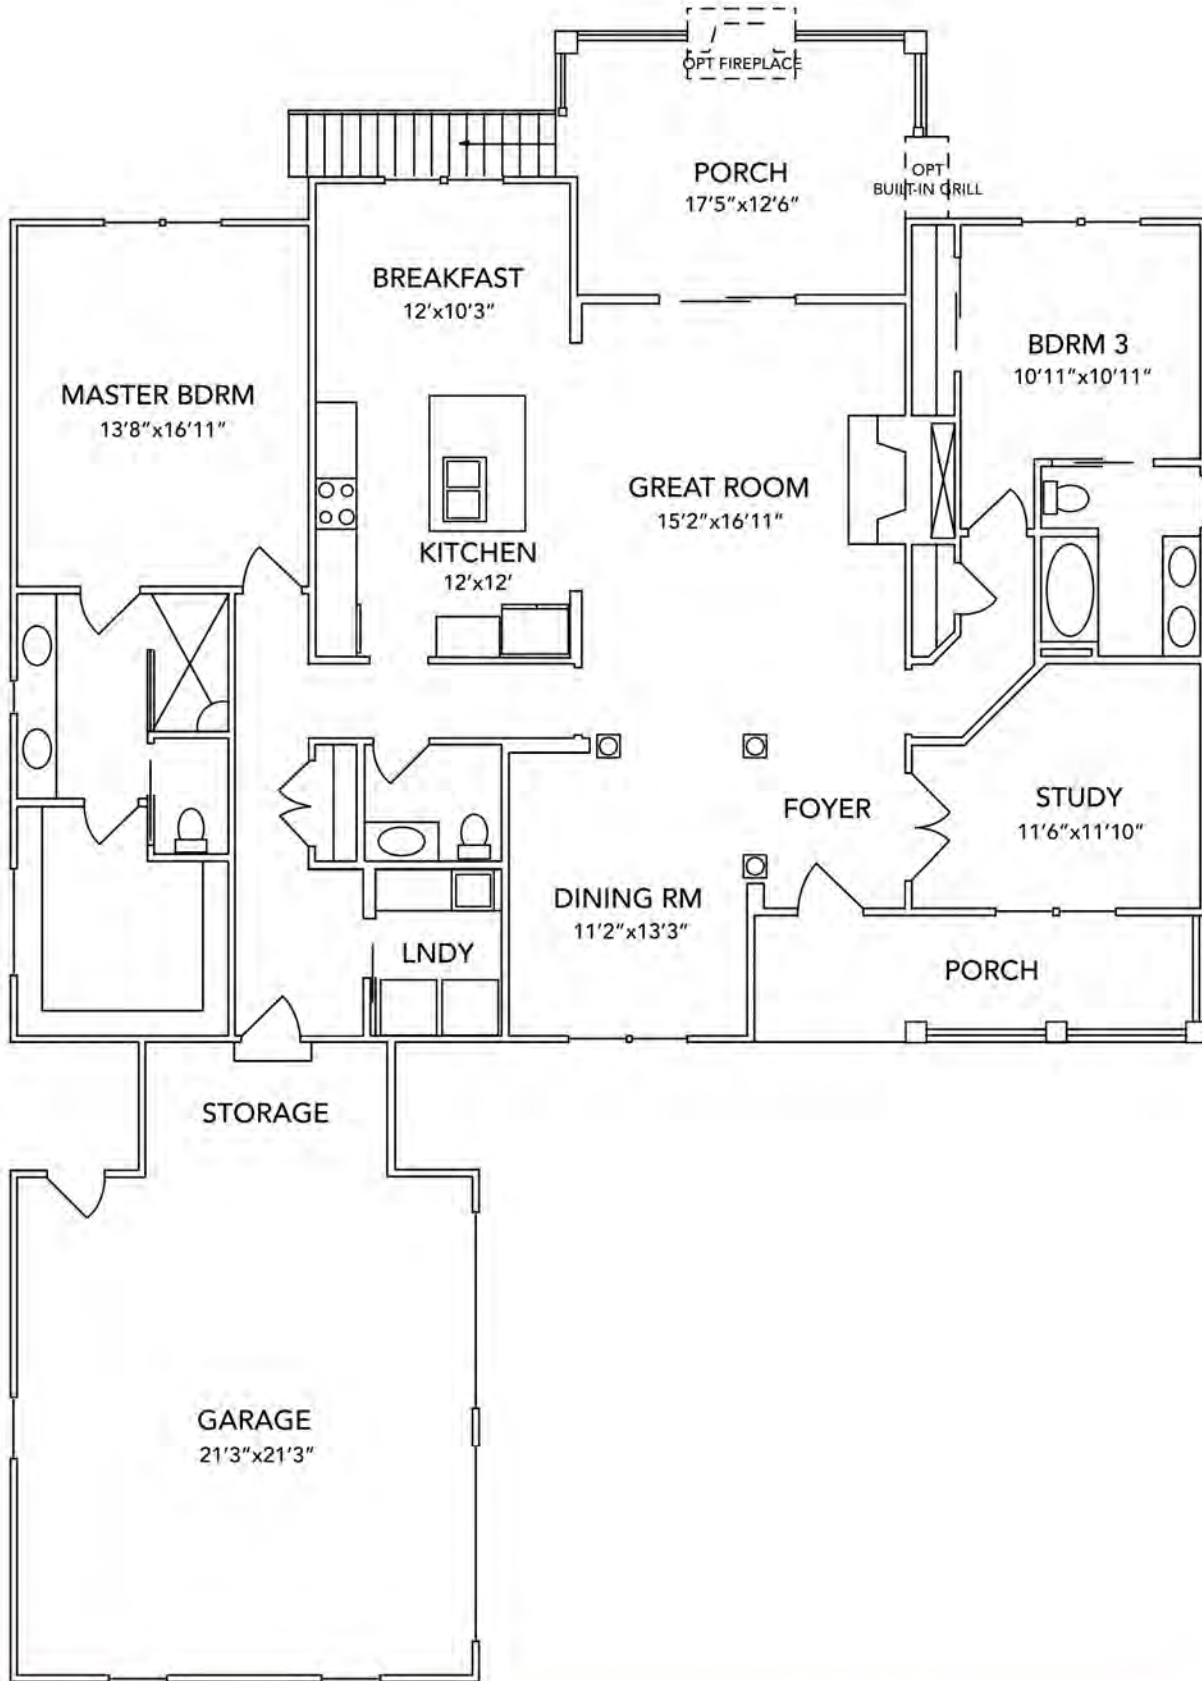 OPT FIREPLACE
PORCH
17'5"x12'6"
OPT
BUILT-IN GRILL
BREAKFAST
12'x10'3"
BDRM 3
10'11"x10'11"
MASTER BDRM
13'8"x16'11"
GREAT ROOM
15'2"x16'11"
KITCHEN
12'x12'
FOYER
STUDY
11'6"x11'10"
DINING RM
11'2"x13'3"
LNDY
PORCH
STORAGE
GARAGE
21'3"x21'3"